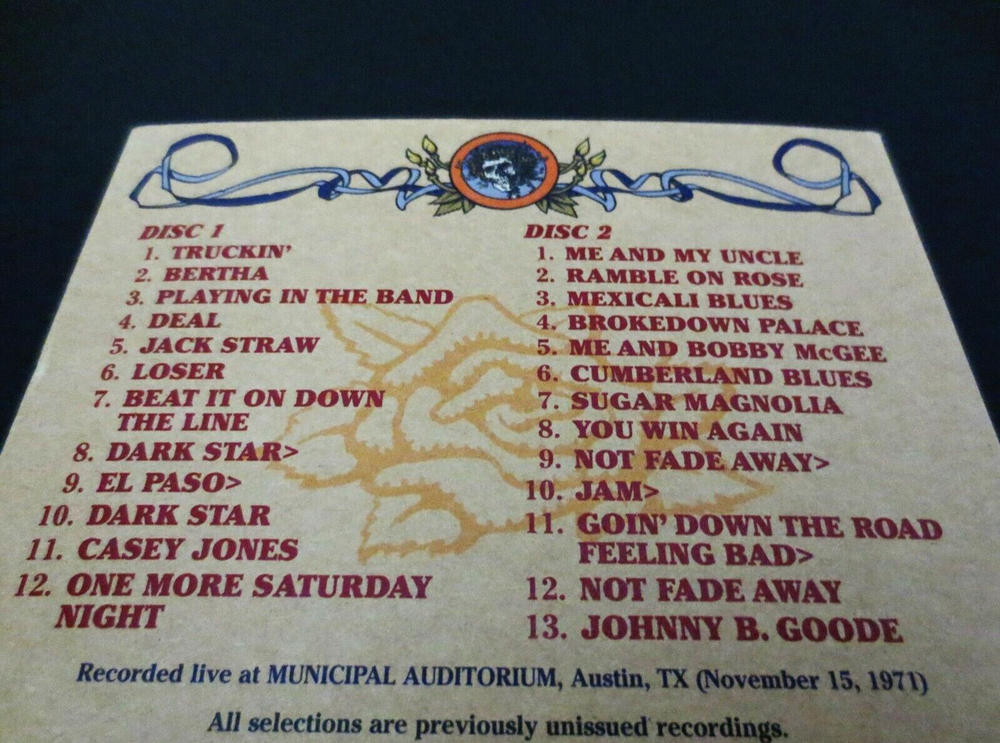 DISC 1
1. TRUCKIN'
2. BERTHA
3. PLAYING IN THE BAND
4. DEAL
5. JACK STRAW
6. LOSER
7. BEAT IT ON DOWN
THE LINE
8. DARK STAR>
9. EL PASO>
10. DARK STAR
11. CASEY JONES
12. ONE MORE SATURDAY
NIGHT
DISC 2
1. ME AND MY UNCLE
2. RAMBLE ON ROSE
3. MEXICALI BLUES
4. BROKEDOWN PALACE
5. ME AND BOBBY McGEE
6. CUMBERLAND BLUES
7. SUGAR MAGNOLIA
8. YOU WIN AGAIN
9. NOT FADE AWAY>
10. JAM>
11. GOIN' DOWN THE ROAD
FEELING BAD>
12. NOT FADE AWAY
13. JOHNNY B. GOODE
Recorded live at MUNICIPAL AUDITORIUM, Austin, TX (November 15, 1971)
All selections are previously unissued recordings.